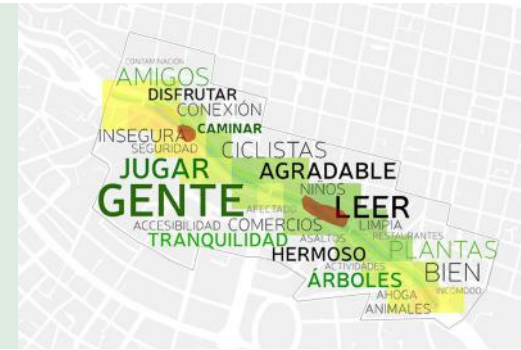 CONTAMINACIÓN
AMIGOS
DISFRUTAR
CONEXIÓN
INSEGURA CAMINAR
SEGURIDAD CICLISTAS
JUGAR AGRADABLE
GENTE NIÑOS
AFECTADO LEER
ACCESIBILIDAD COMERCIOS LIMPIA
TRANQUILIDAD ASALTOS RESTAURANTES
HERMOSO PLANTAS
ACTIVIDADES BIEN
ÁRBOLES INCÓMODO
AHOGA
ANIMALES